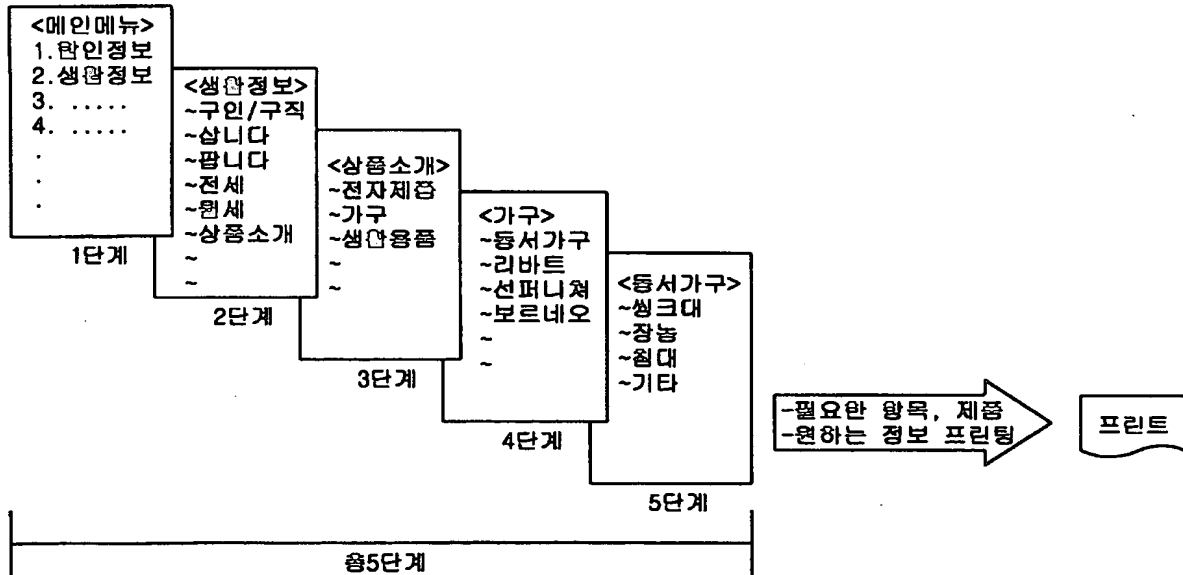 <메인메뉴>
1.할인정보
2.생활정보
3. .....
4. .....
.
.
.
1단계
<생활정보>
~구인/구직
~삽니다
~팝니다
~전세
~월세
~상품소개
~
~
2단계
<상품소개>
~전자제품
~가구
~생활용품
~
~
3단계
<가구>
~동서가구
~리바트
~선퍼니쳐
~보르네오
~
~
4단계
<동서가구>
~씽크대
~장농
~침대
~기타
5단계
-필요한 항목, 제품
-원하는 정보 프린팅
프린트
총5단계